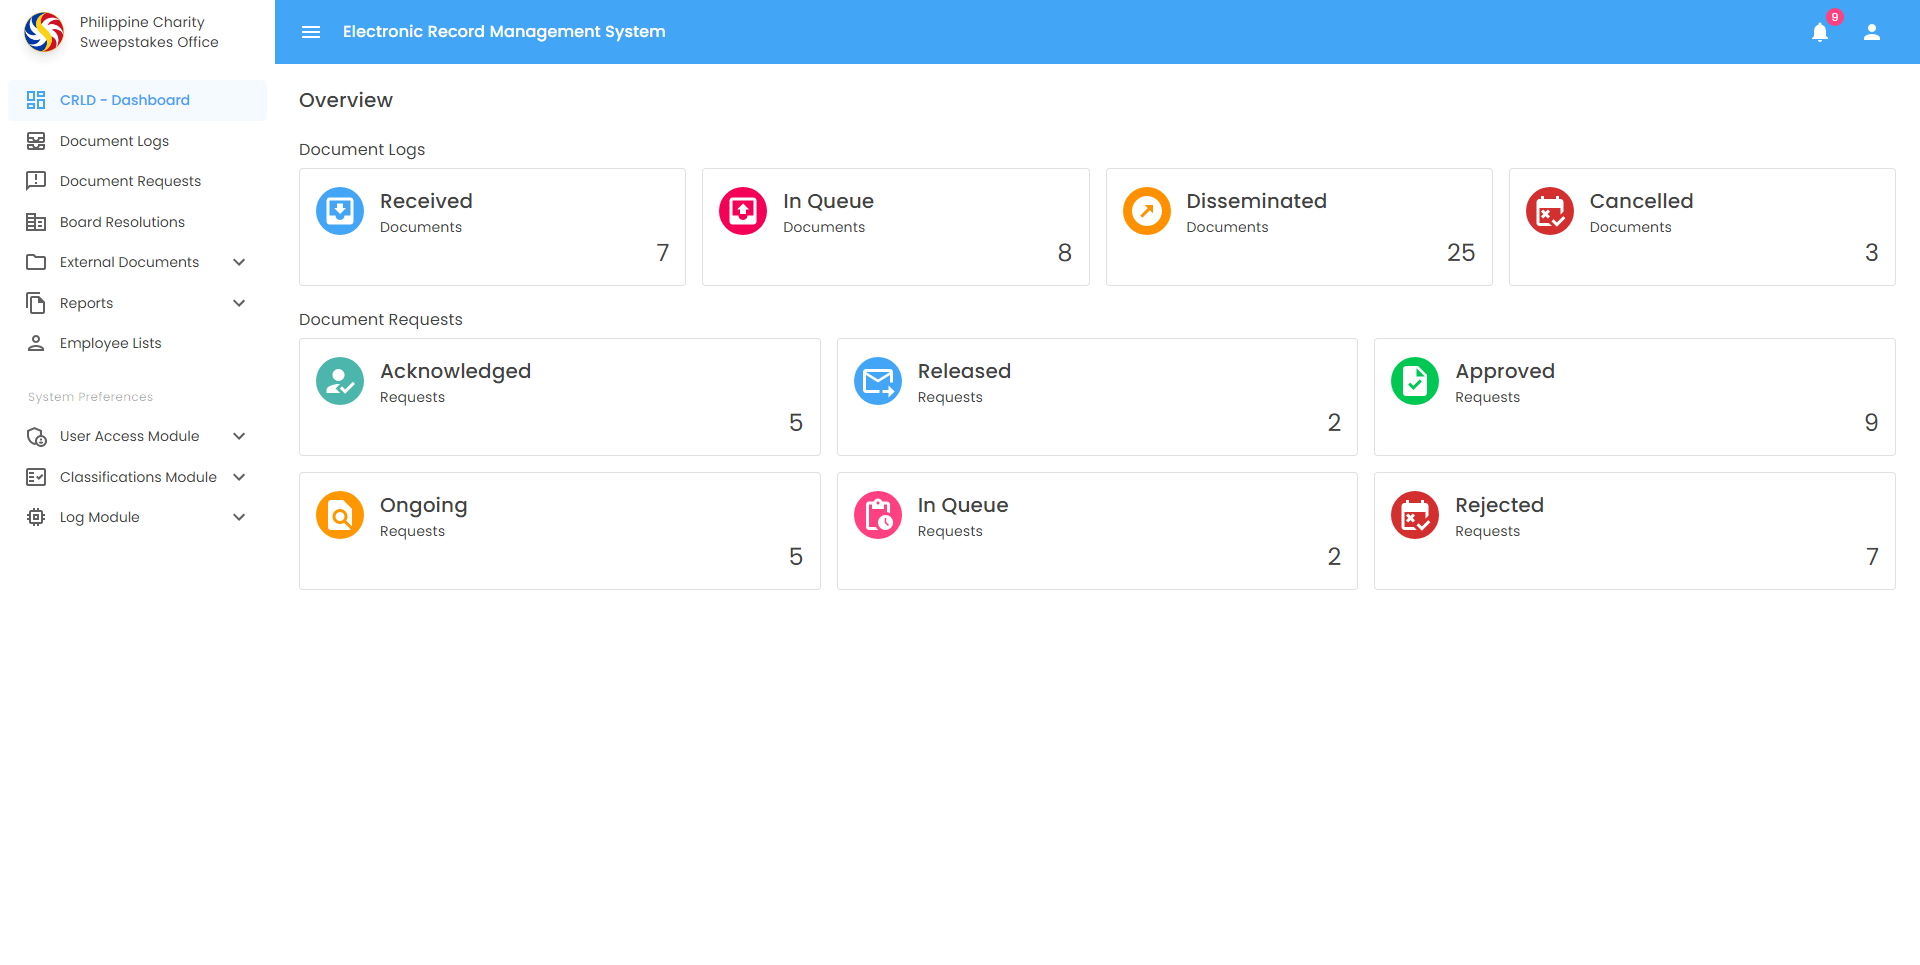 Philippine Charity
Sweepstakes Office
Electronic Record Management System
9
CRLD - Dashboard
Document Logs
Document Requests
Board Resolutions
External Documents
Reports
Employee Lists
System Preferences
User Access Module
Classifications Module
Log Module
Overview
Document Logs
Received
Documents
7
In Queue
Documents
8
Disseminated
Documents
25
Cancelled
Documents
3
Document Requests
Acknowledged
Requests
5
Released
Requests
2
Approved
Requests
9
Ongoing
Requests
5
In Queue
Requests
2
Rejected
Requests
7